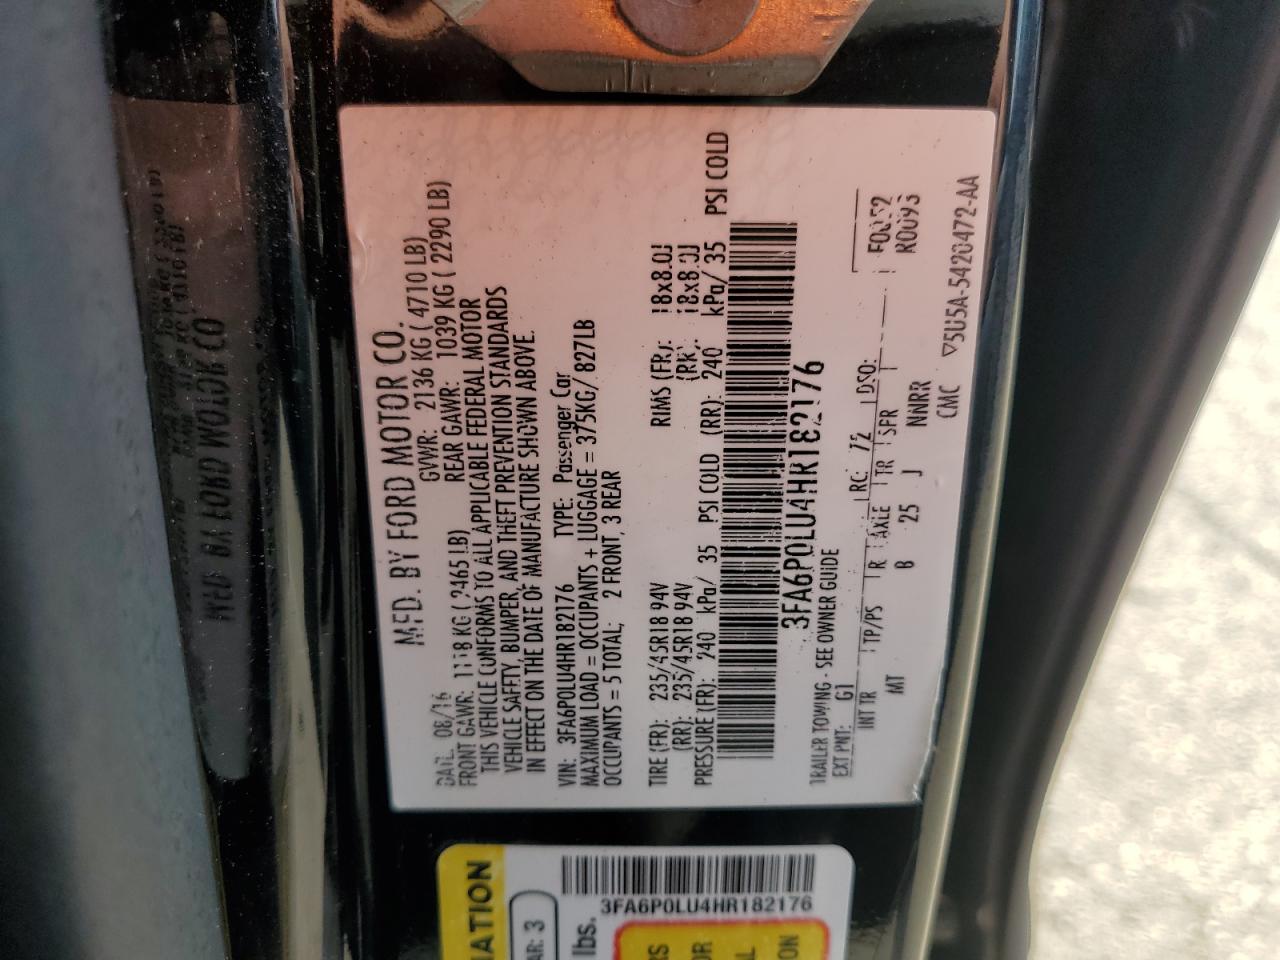 MFD. BY FORD MOTOR CO.
DATE: 08/16 GVWR: 2136 KG ( 4710 LB)
FRONT GAWR: 1118 KG ( 2465 LB) REAR GAWR: 1039 KG ( 2290 LB)
THIS VEHICLE CONFORMS TO ALL APPLICABLE FEDERAL MOTOR
VEHICLE SAFETY, BUMPER, AND THEFT PREVENTION STANDARDS
IN EFFECT ON THE DATE OF MANUFACTURE SHOWN ABOVE.
VIN: 3FA6P0LU4HR182176 TYPE: Passenger Car
MAXIMUM LOAD = OCCUPANTS + LUGGAGE = 375KG/ 827LB
OCCUPANTS = 5 TOTAL; 2 FRONT, 3 REAR
TIRE (FR): 235/45R18 94V RIMS (FR): 18x8.0J
(RR): 235/45R18 94V (RR): 18x8.0J
PRESSURE (FR): 240 kPa/ 35 PSI COLD (RR): 240 kPa/ 35 PSI COLD
3FA6P0LU4HR182176
TRAILER TOWING - SEE OWNER GUIDE
EXT PNT: G1 RC: 72 DSO: F0052
INT TR TP/PS R AXLE TR SPR R0093
MT B 25 J NNRR
CMC ▽5U5A-5420472-AA
3FA6P0LU4HR182176
AR: 3
lbs.